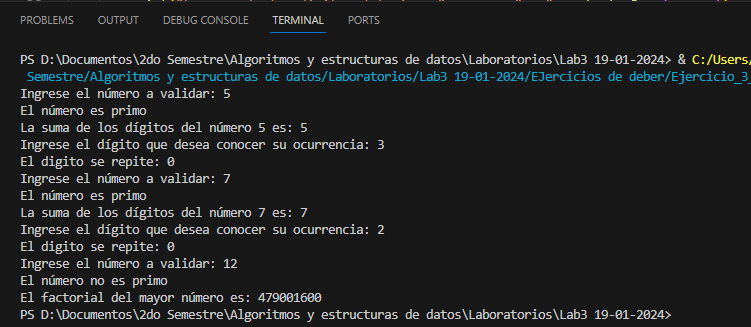 PROBLEMS OUTPUT DEBUG CONSOLE TERMINAL PORTS
PS D:\Documentos\2do Semestre\Algoritmos y estructuras de datos\Laboratorios\Lab3 19-01-2024> & C:/Users/
Semestre/Algoritmos y estructuras de datos/Laboratorios/Lab3 19-01-2024/EJercicios de deber/Ejercicio_3_
Ingrese el número a validar: 5
El número es primo
La suma de los dígitos del número 5 es: 5
Ingrese el dígito que desea conocer su ocurrencia: 3
El digito se repite: 0
Ingrese el número a validar: 7
El número es primo
La suma de los dígitos del número 7 es: 7
Ingrese el dígito que desea conocer su ocurrencia: 2
El digito se repite: 0
Ingrese el número a validar: 12
El número no es primo
El factorial del mayor número es: 479001600
PS D:\Documentos\2do Semestre\Algoritmos y estructuras de datos\Laboratorios\Lab3 19-01-2024>